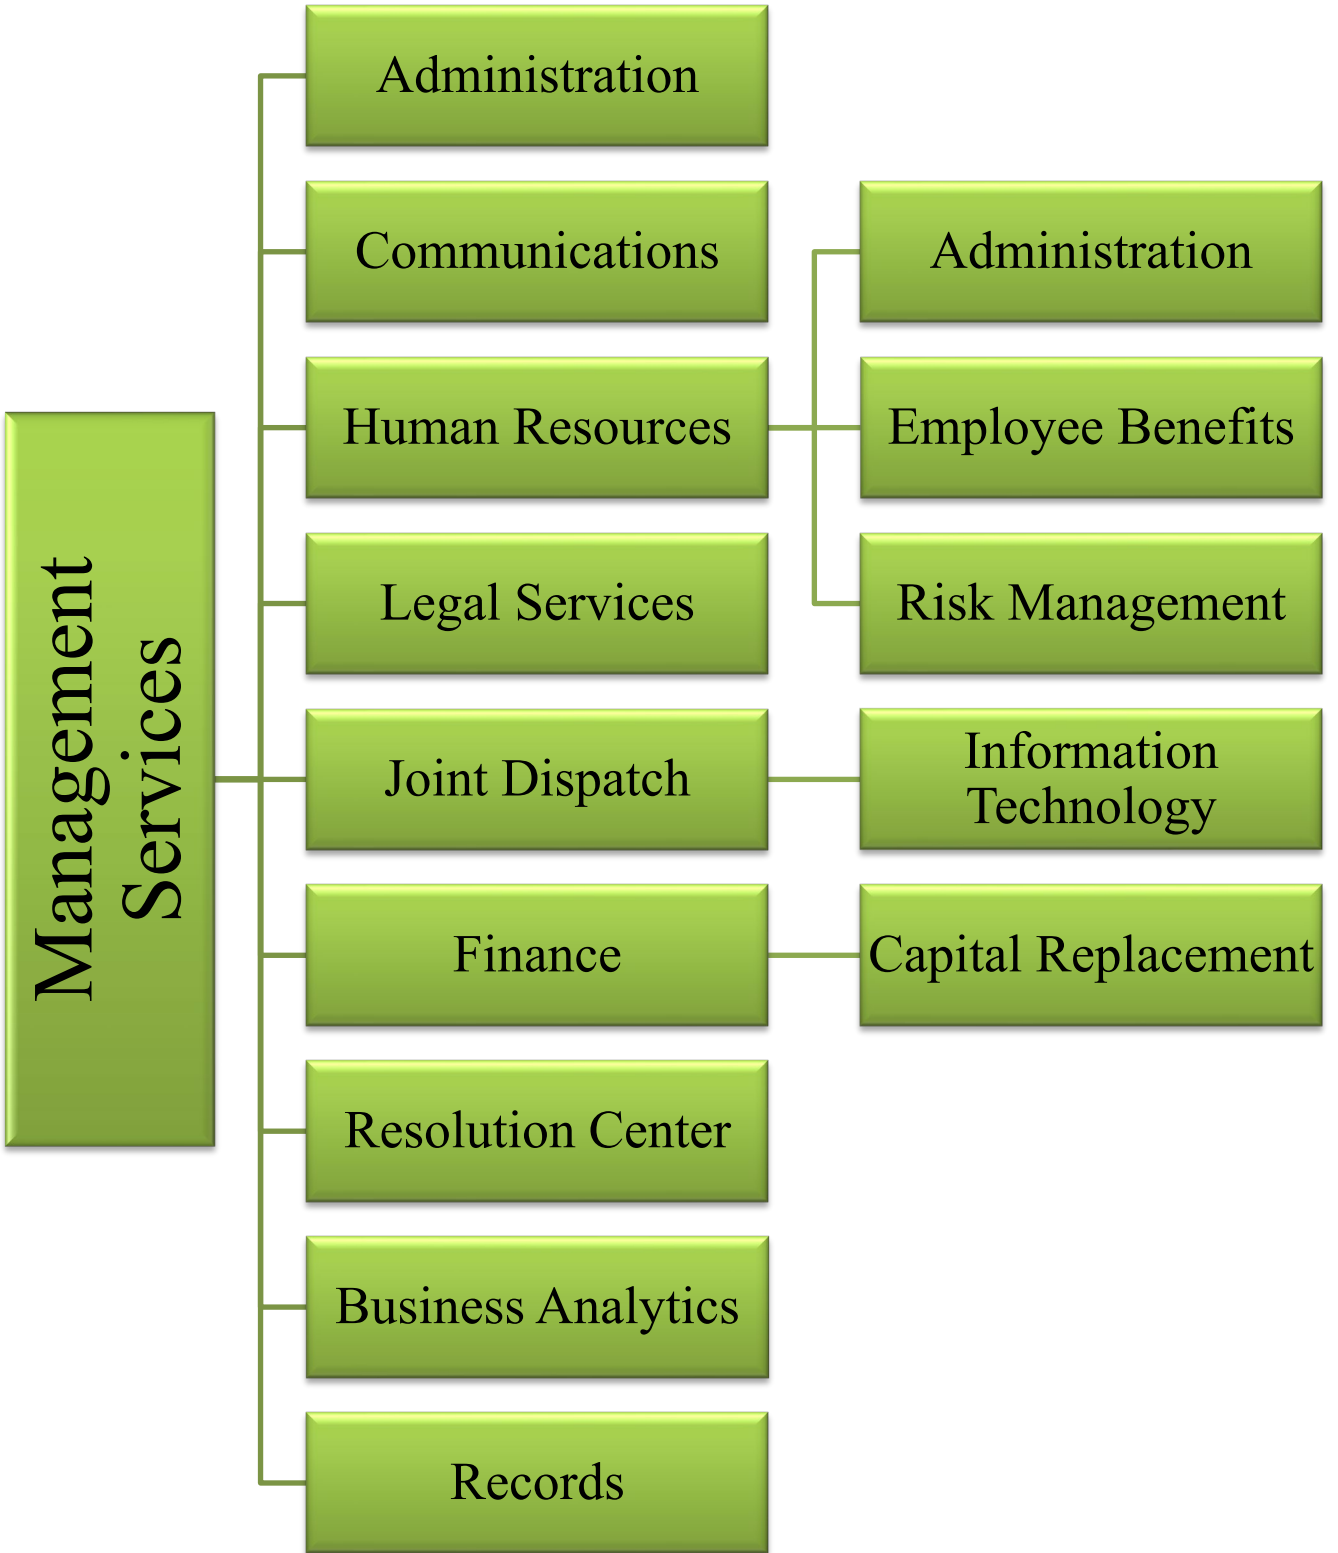 Management
Services
Administration
Communications
Human Resources
Legal Services
Joint Dispatch
Finance
Resolution Center
Business Analytics
Records
Administration
Employee Benefits
Risk Management
Information
Technology
Capital Replacement